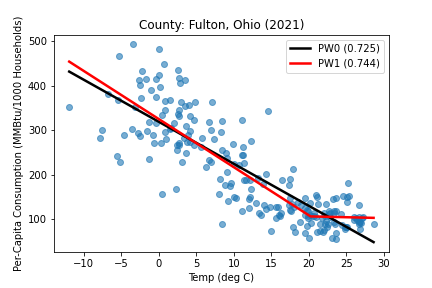 County: Fulton, Ohio (2021)
PW0 (0.725)
PW1 (0.744)
Per-Capita Consumption (MMBtu/1000 Households)
500
400
300
200
100
−10 −5 0 5 10 15 20 25 30
Temp (deg C)